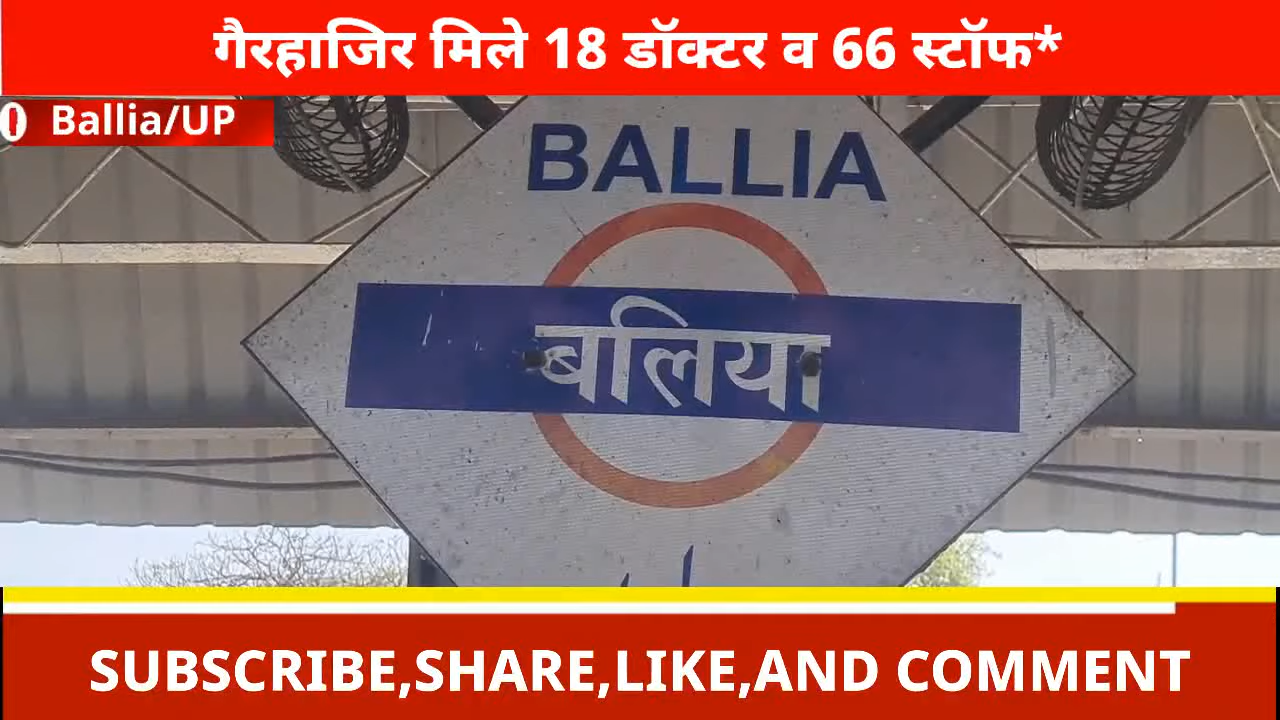 गैरहाजिर मिले 18 डॉक्टर व 66 स्टॉफ*
Ballia/UP
BALLIA
बलिया
SUBSCRIBE,SHARE,LIKE,AND COMMENT